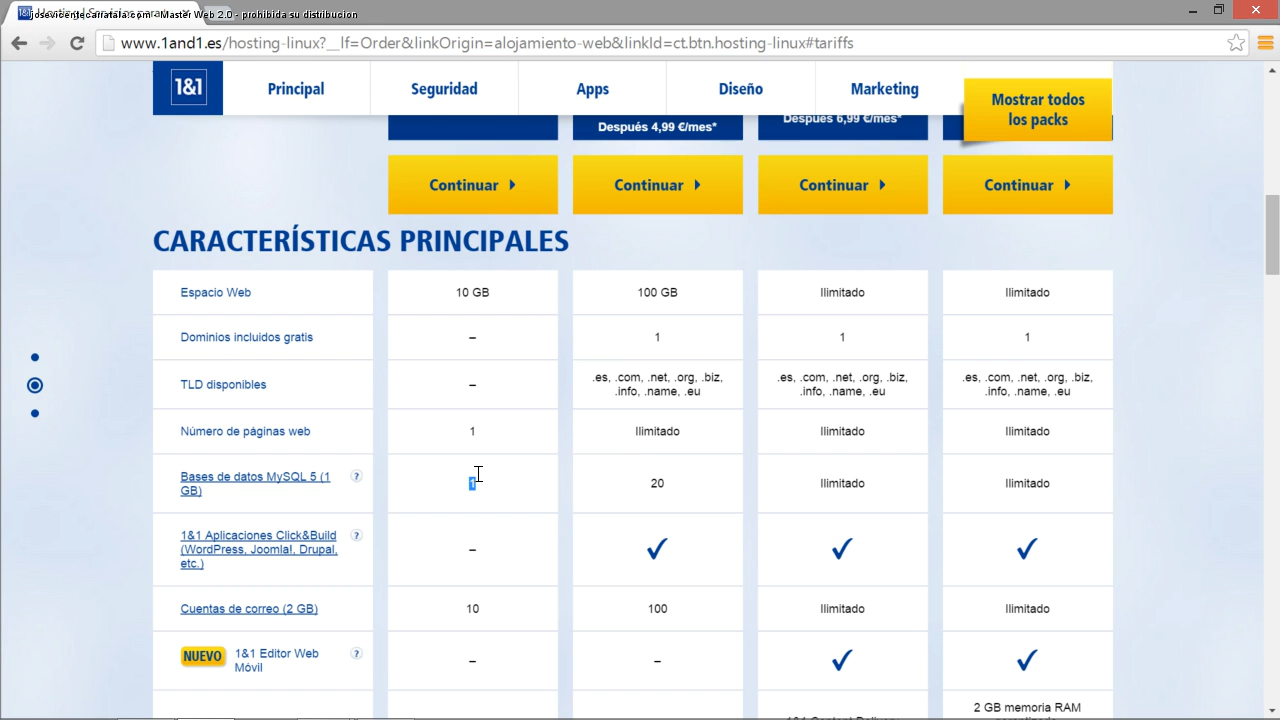 josevicentecarratala.com - Master Web 2.0 - prohibida su distribucion
www.1and1.es/hosting-linux?__lf=Order&linkOrigin=alojamiento-web&linkId=ct.btn.hosting-linux#tariffs
1&1 Principal Seguridad Apps Diseño Marketing
Mostrar todos
los packs
Después 4,99 €/mes* Después 6,99 €/mes*
Continuar Continuar Continuar Continuar
CARACTERÍSTICAS PRINCIPALES
Espacio Web 10 GB 100 GB Ilimitado Ilimitado
Dominios incluidos gratis – 1 1 1
TLD disponibles – .es, .com, .net, .org, .biz, .es, .com, .net, .org, .biz, .es, .com, .net, .org, .biz,
.info, .name, .eu .info, .name, .eu .info, .name, .eu
Número de páginas web 1 Ilimitado Ilimitado Ilimitado
Bases de datos MySQL 5 (1 ?
GB) 1 20 Ilimitado Ilimitado
1&1 Aplicaciones Click&Build ?
(WordPress, Joomla!, Drupal, – ✓ ✓ ✓
etc.)
Cuentas de correo (2 GB) 10 100 Ilimitado Ilimitado
NUEVO 1&1 Editor Web ?
Móvil – – ✓ ✓
2 GB memoria RAM